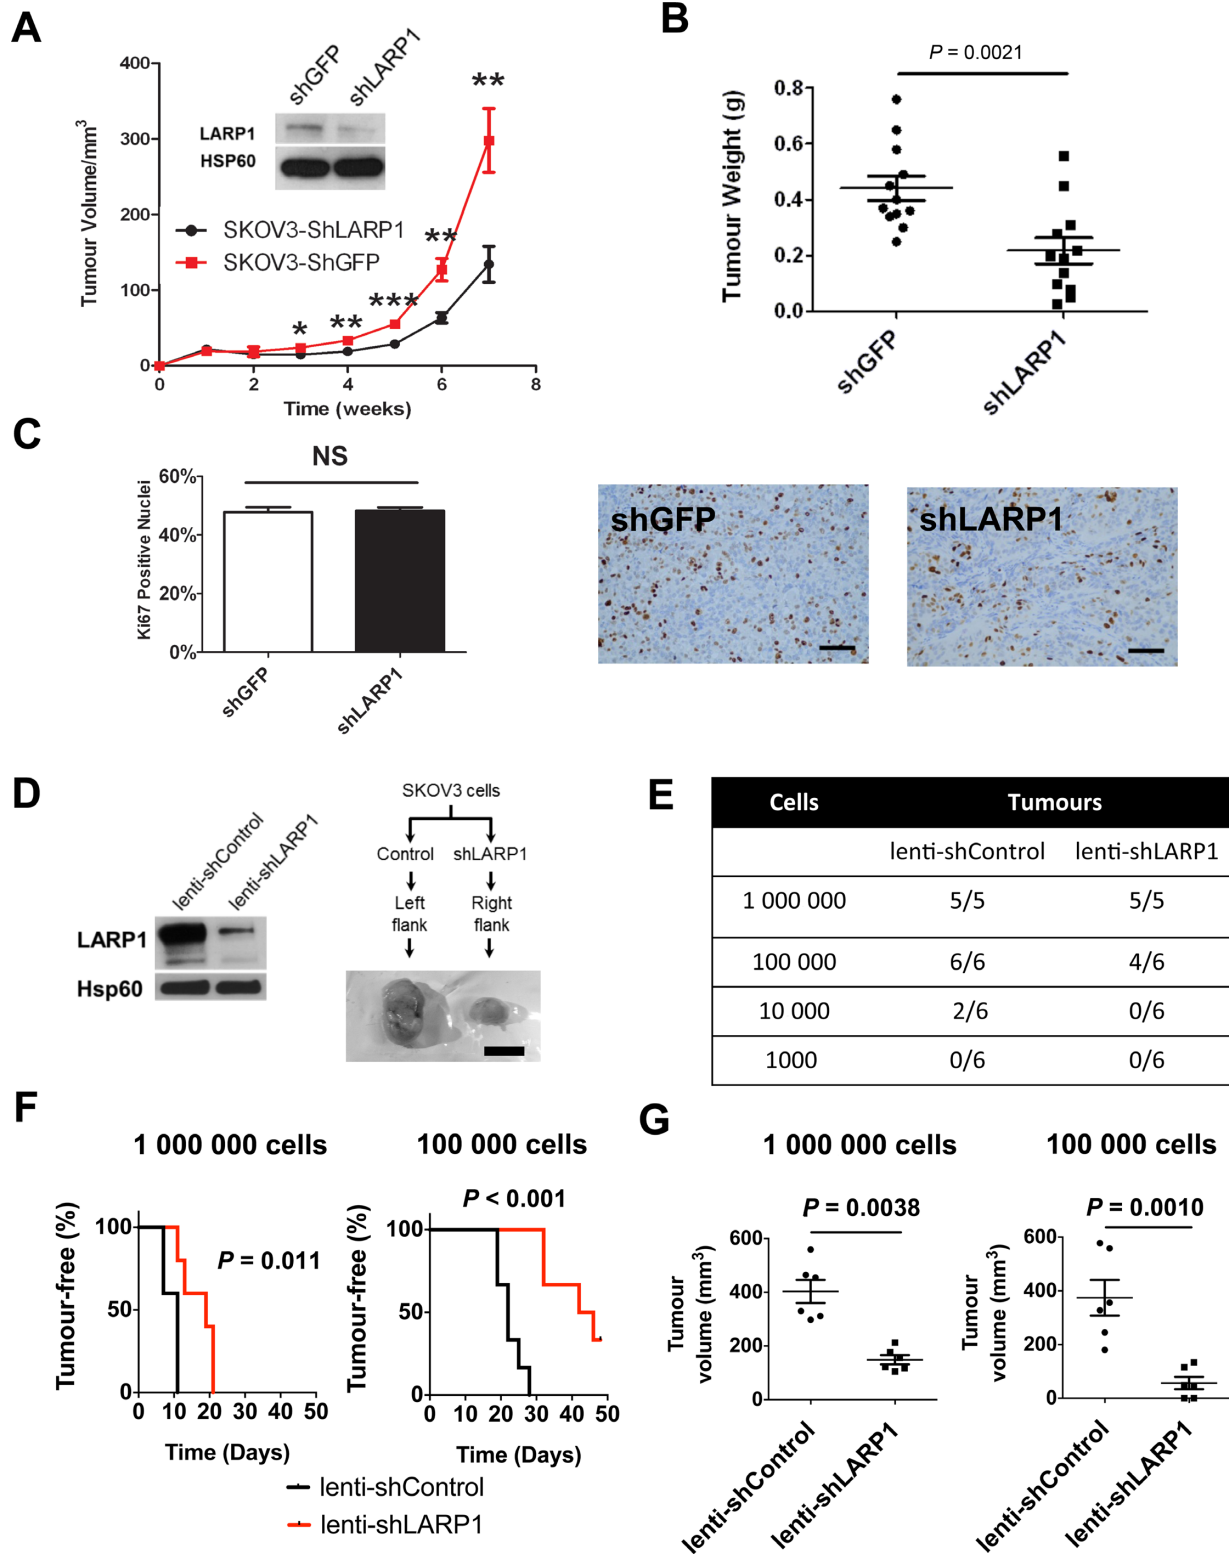 A
shGFP
shLARP1
400
300
200
100
0
Tumour Volume/mm³
LARP1
HSP60
SKOV3-ShLARP1
SKOV3-ShGFP
*
**
***
**
**
0
2
4
6
8
Time (weeks)
B
P = 0.0021
Tumour Weight (g)
0.8
0.6
0.4
0.2
0.0
shGFP
shLARP1
C
NS
Ki67 Positive Nuclei
60%
40%
20%
0%
shGFP
shLARP1
shGFP
shLARP1
D
lenti-shControl
lenti-shLARP1
LARP1
Hsp60
SKOV3 cells
Control shLARP1
Left Right
flank flank
E
Cells Tumours
lenti-shControl lenti-shLARP1
1 000 000 5/5 5/5
100 000 6/6 4/6
10 000 2/6 0/6
1000 0/6 0/6
F
1 000 000 cells
Tumour-free (%)
100
50
0
P = 0.011
0 10 20 30 40 50
Time (Days)
100 000 cells
P < 0.001
Tumour-free (%)
100
50
0
0 10 20 30 40 50
Time (Days)
lenti-shControl
lenti-shLARP1
G
1 000 000 cells
P = 0.0038
Tumour
volume (mm³)
600
400
200
0
lenti-shControl
lenti-shLARP1
100 000 cells
P = 0.0010
Tumour
volume (mm³)
600
400
200
0
lenti-shControl
lenti-shLARP1